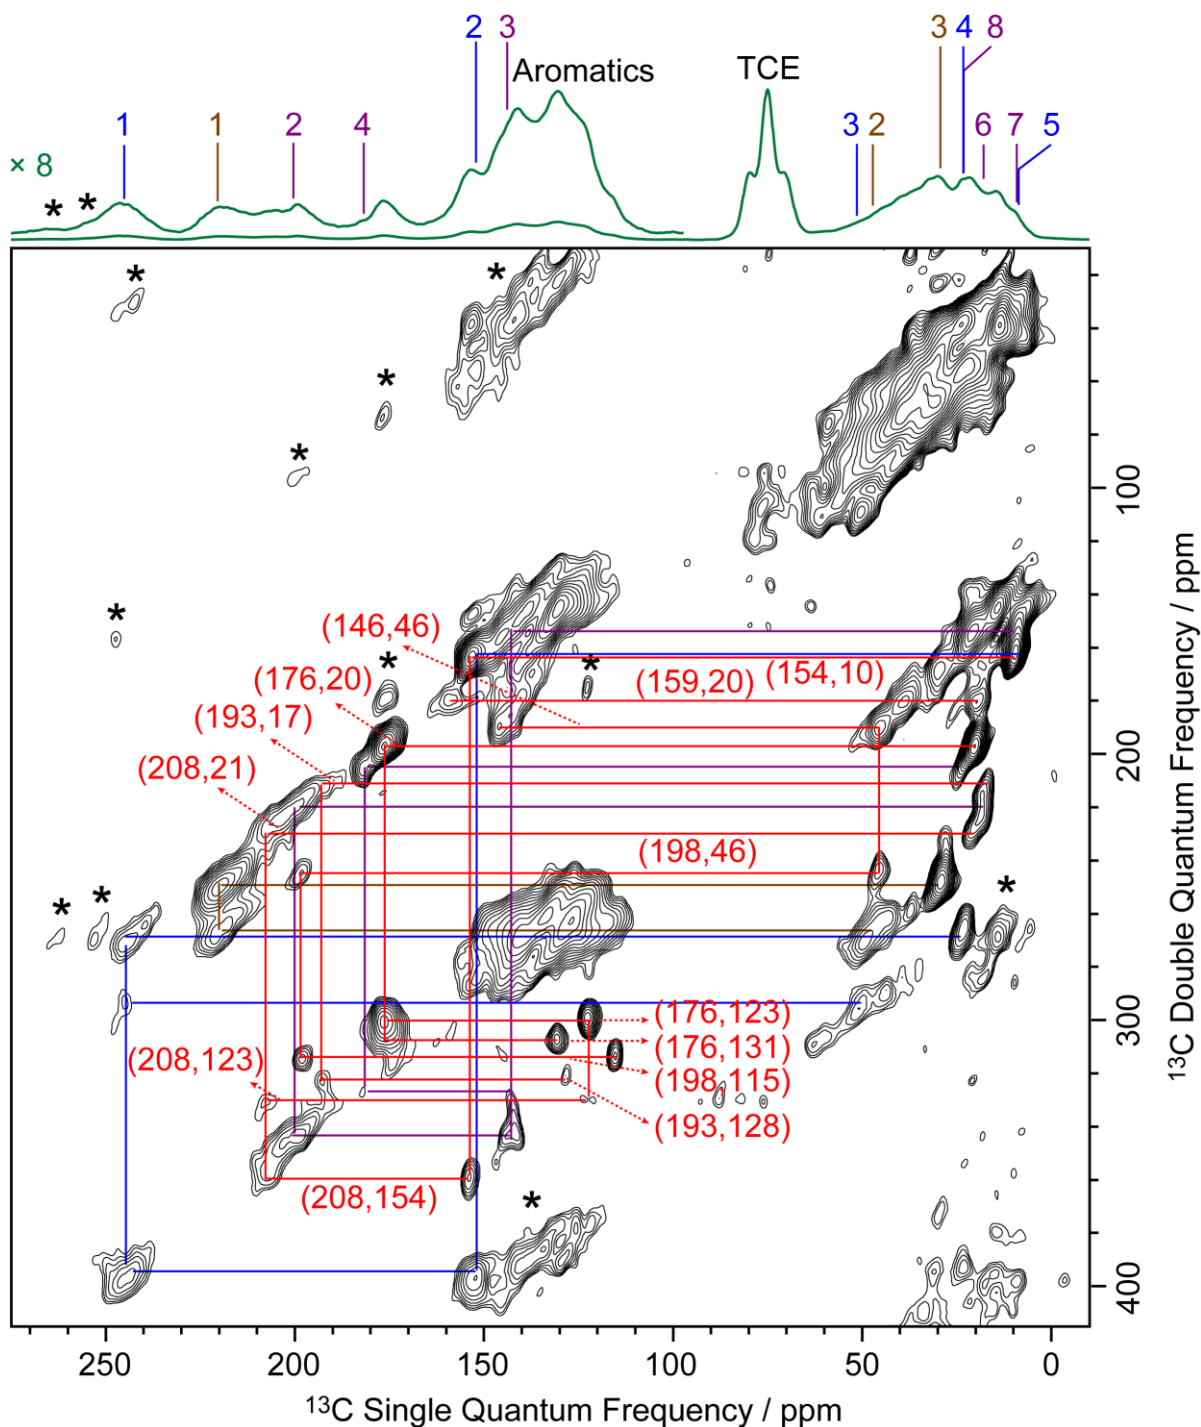 2 3 3 4 8
Aromatics TCE
1 1 2 4 3 2 6 7 5
× 8
* *
* *
*
*
100
*
(146,46) * *
(176,20) (159,20) (154,10)
(193,17)
200
(208,21)
(198,46)
* * *
300
(176,123)
(208,123) (176,131)
(198,115)
(193,128)
(208,154) *
400
250 200 150 100 50 0
¹³C Single Quantum Frequency / ppm
¹³C Double Quantum Frequency / ppm